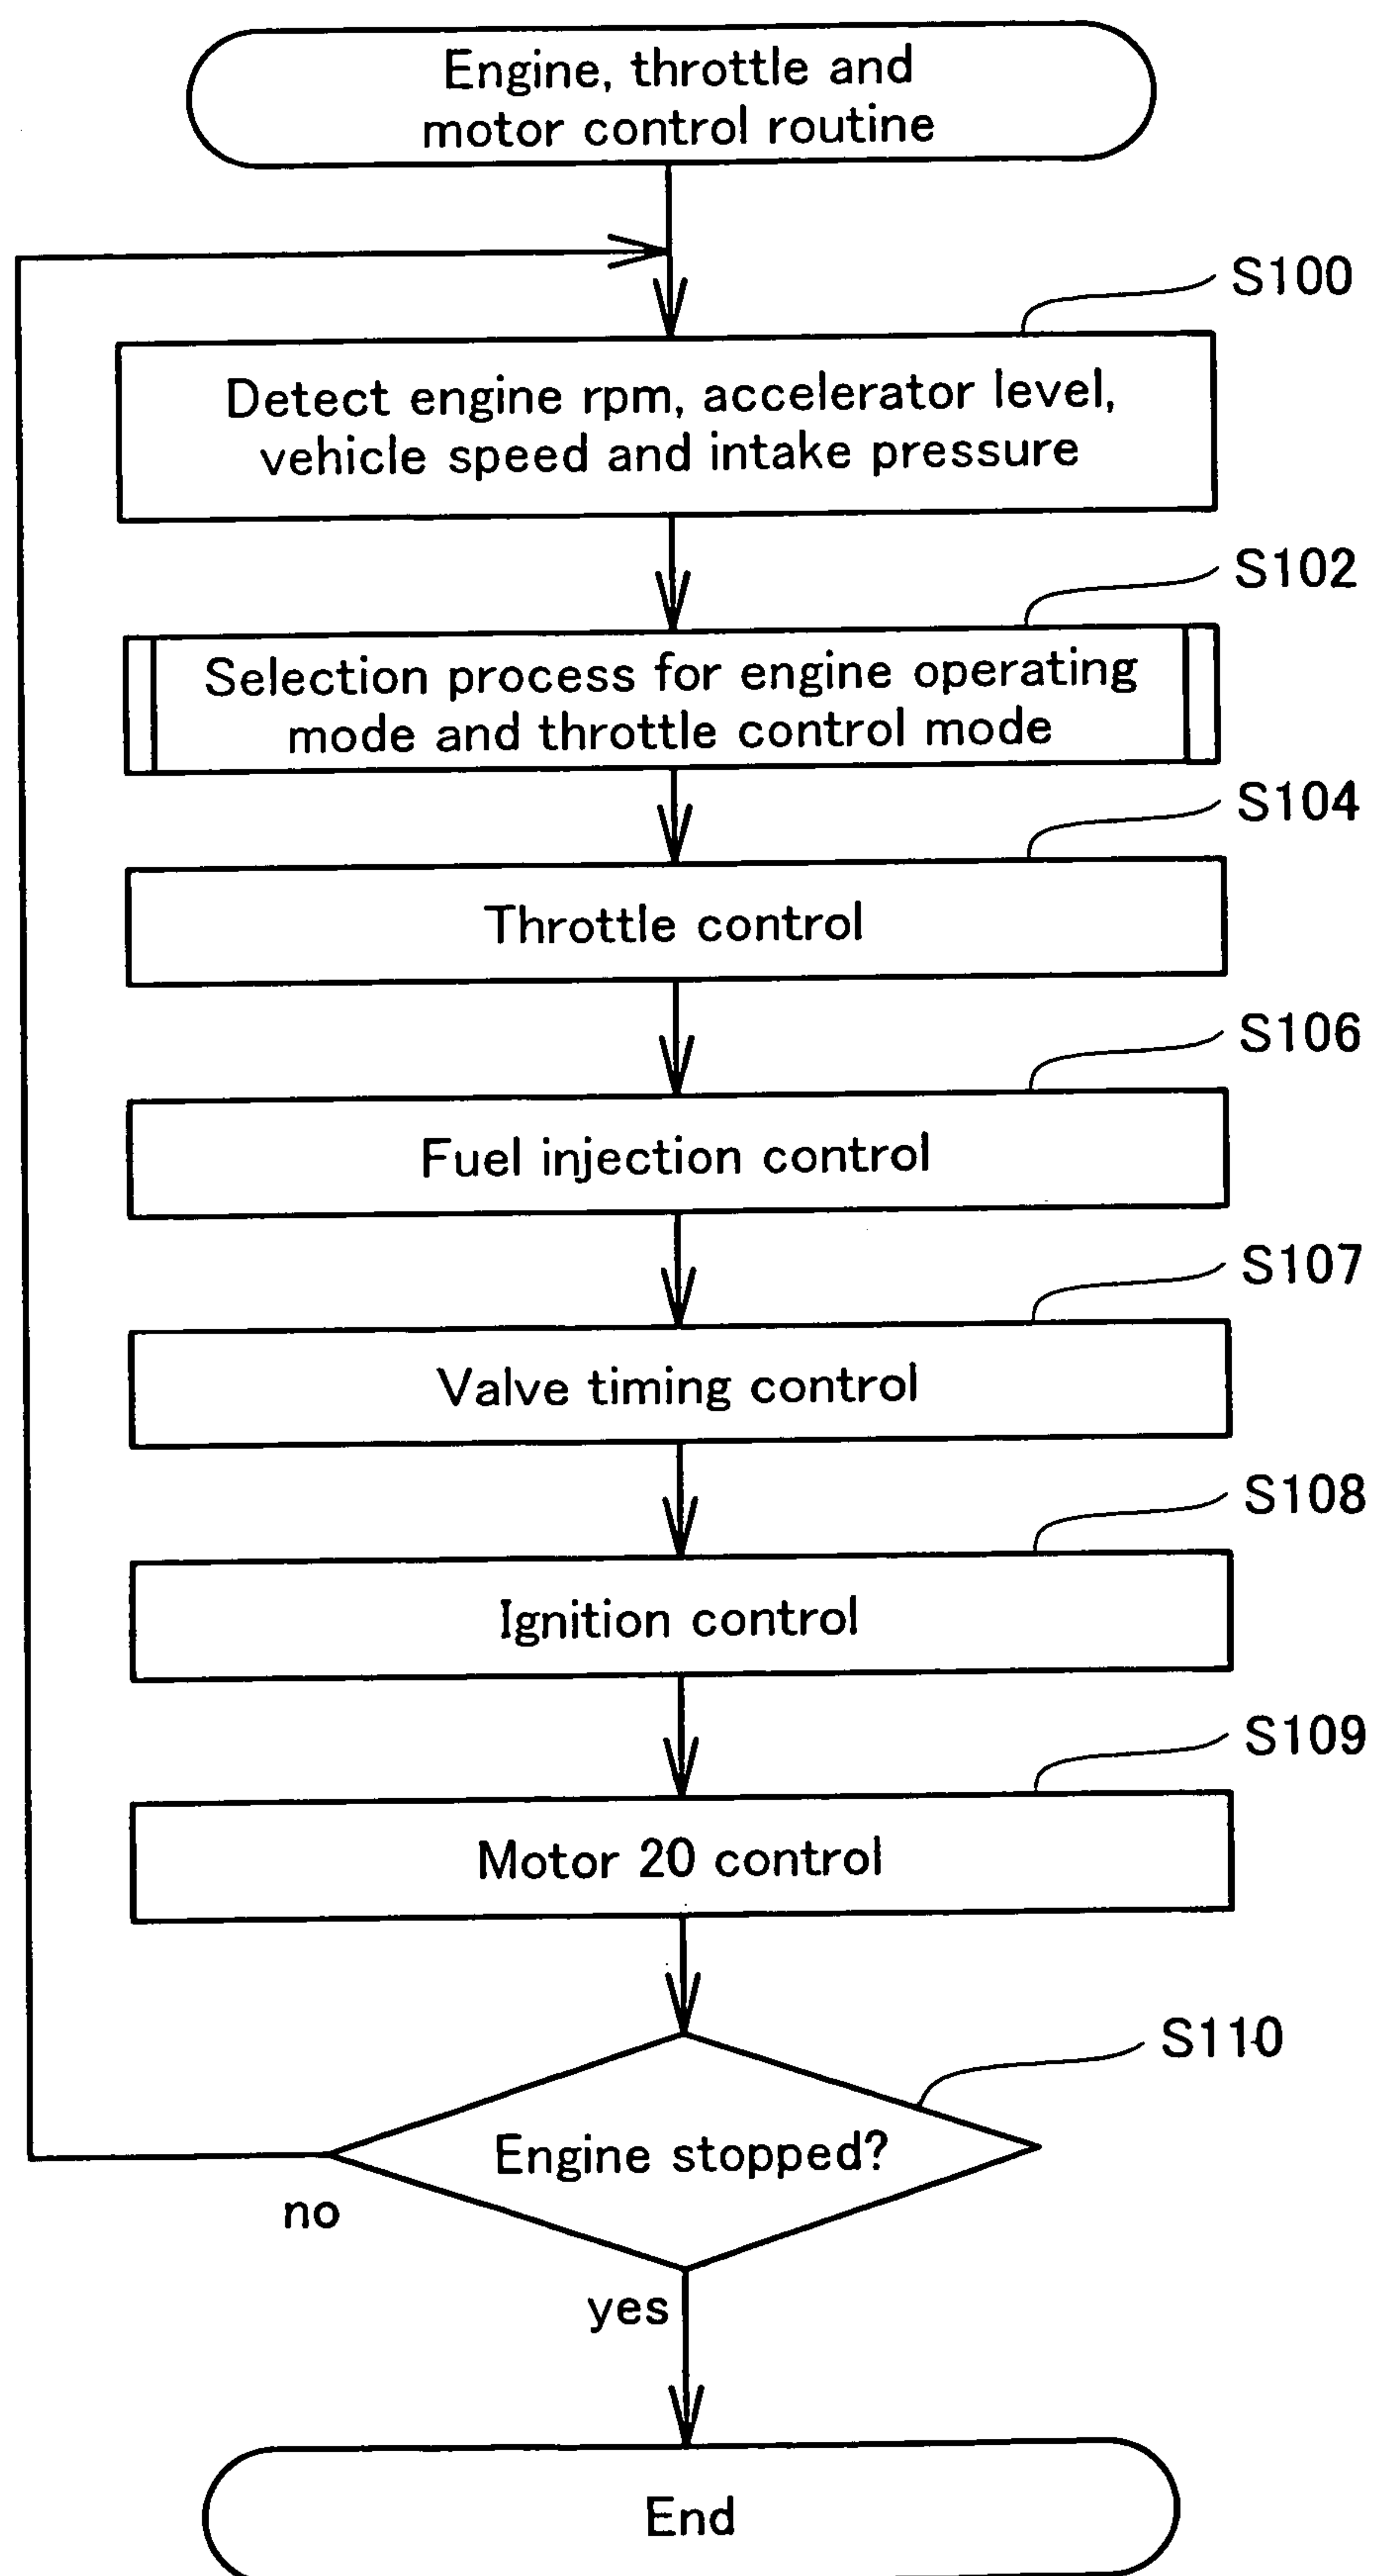 Engine, throttle and
motor control routine
S100
Detect engine rpm, accelerator level,
vehicle speed and intake pressure
S102
Selection process for engine operating
mode and throttle control mode
S104
Throttle control
S106
Fuel injection control
S107
Valve timing control
S108
Ignition control
S109
Motor 20 control
S110
Engine stopped?
no
yes
End